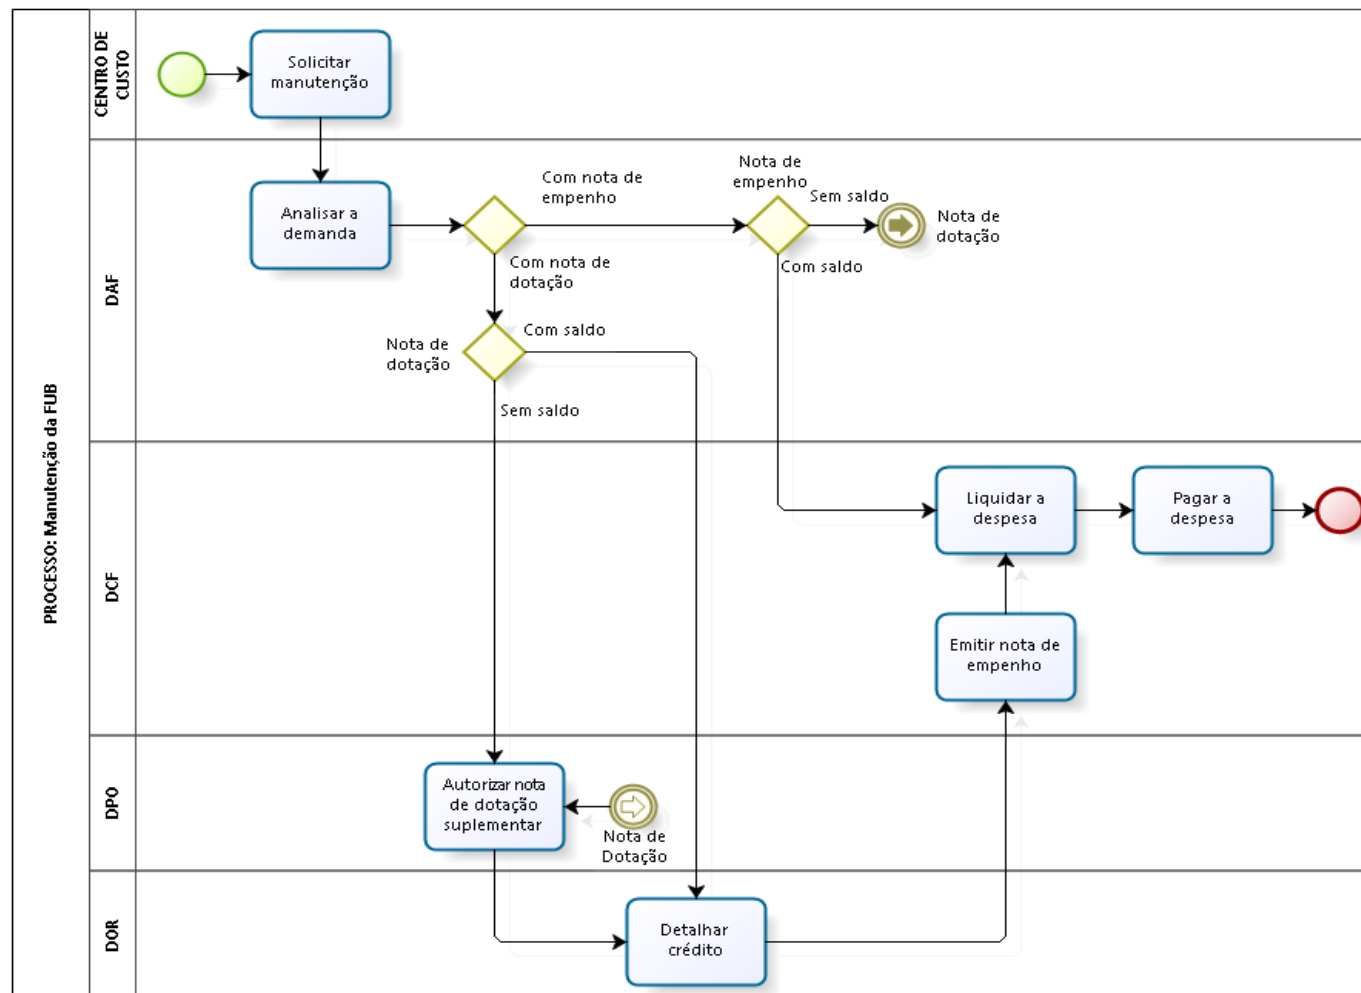 PROCESSO: Manutenção da FUB
CENTRO DE
CUSTO
Solicitar
manutenção
DAF
Analisar a
demanda
Com nota de
empenho
Nota de
empenho
Sem saldo
Nota de
dotação
Com nota de
dotação
Com saldo
Nota de
dotação
Com saldo
Sem saldo
DCF
Liquidar a
despesa
Pagar a
despesa
Emitir nota de
empenho
DPO
Autorizar nota
de dotação
suplementar
Nota de
Dotação
DOR
Detalhar
crédito